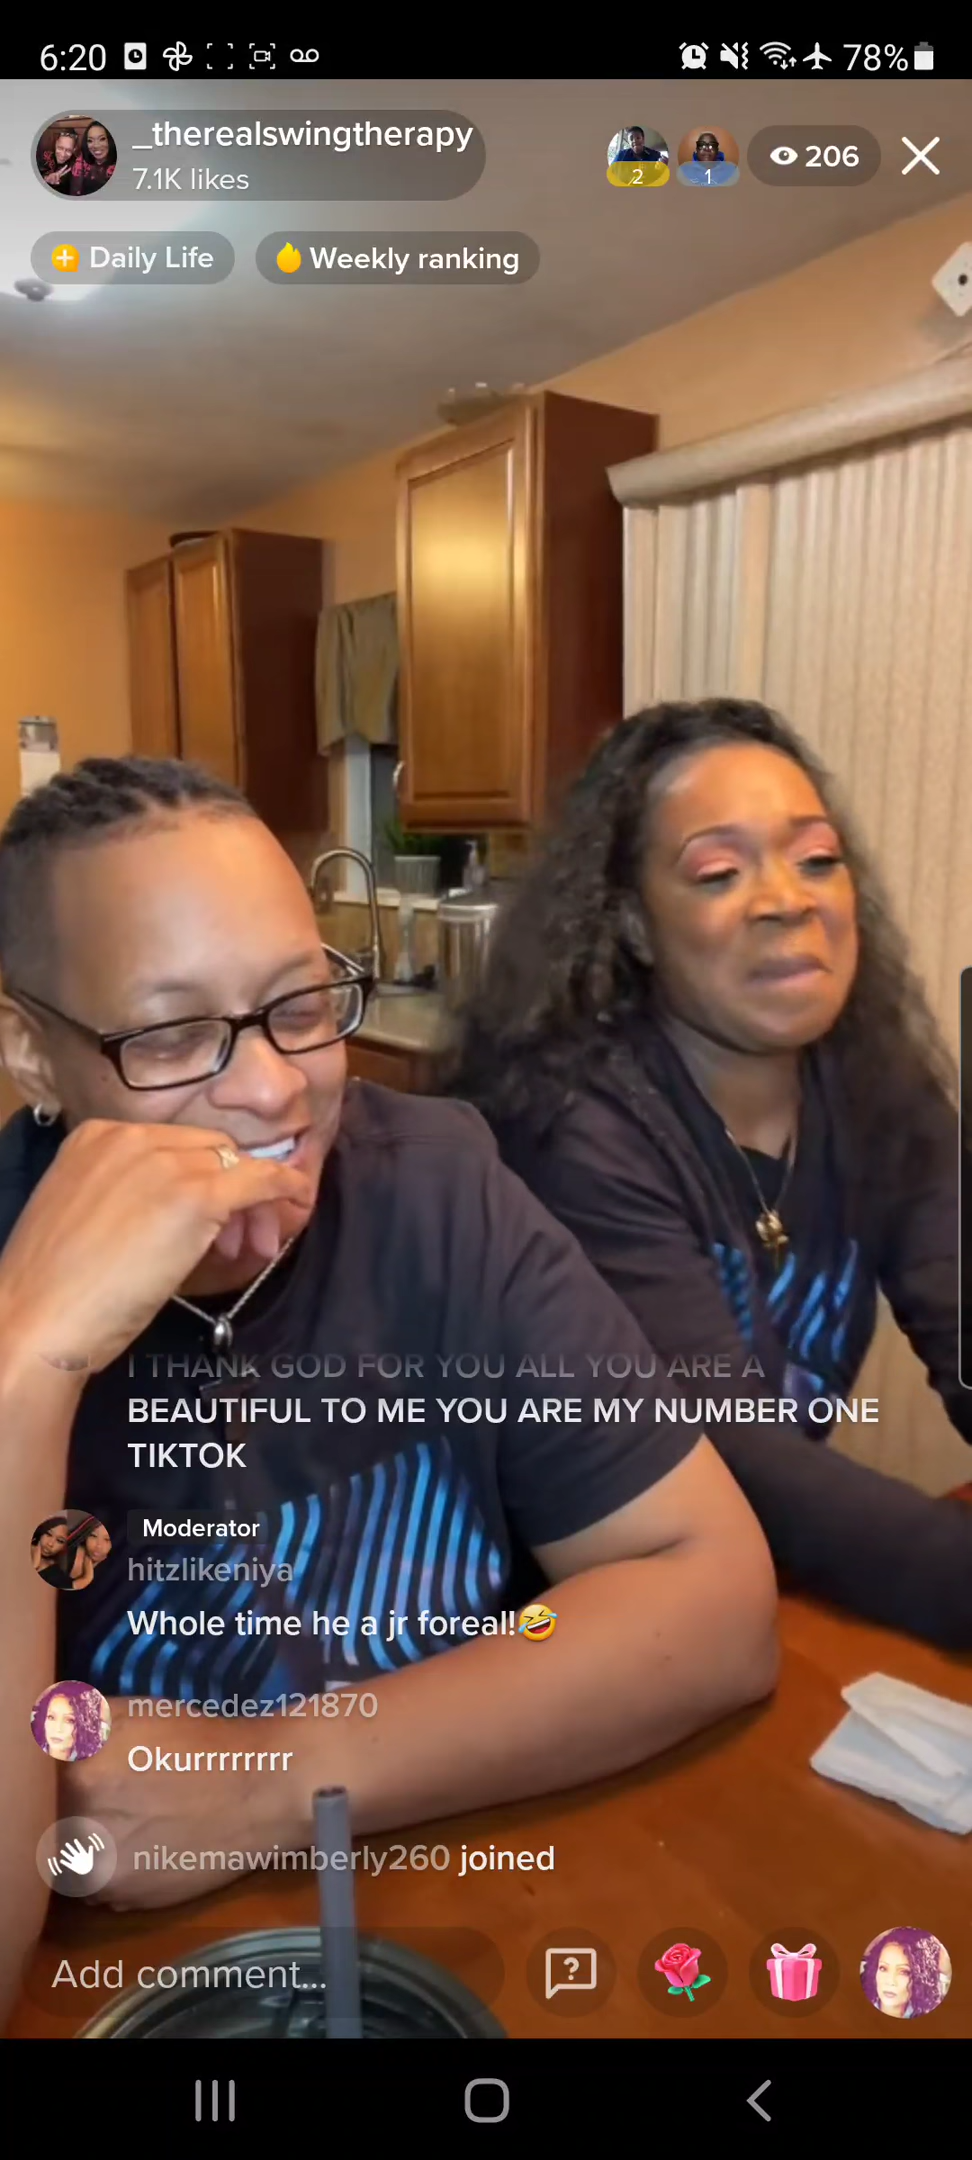 6:20
78%
_therealswingtherapy
7.1K likes
2
1
206
Daily Life
Weekly ranking
I THANK GOD FOR YOU ALL YOU ARE A
BEAUTIFUL TO ME YOU ARE MY NUMBER ONE
TIKTOK
Moderator
hitzlikeniya
Whole time he a jr foreal!🤣
mercedez121870
Okurrrrrrrr
nikemawimberly260 joined
Add comment...